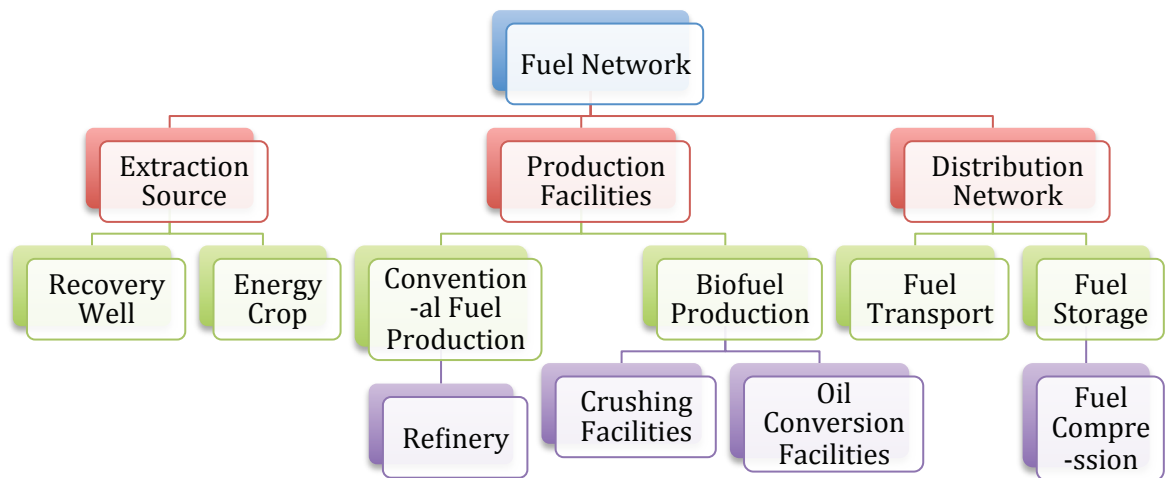 Fuel Network
Extraction
Source
Production
Facilities
Distribution
Network
Recovery
Well
Energy
Crop
Convention
-al Fuel
Production
Biofuel
Production
Fuel
Transport
Fuel
Storage
Refinery
Crushing
Facilities
Oil
Conversion
Facilities
Fuel
Compre
-ssion